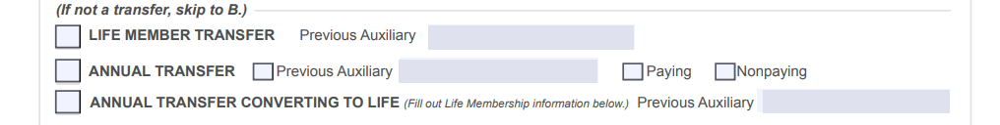 (If not a transfer, skip to B.)
LIFE MEMBER TRANSFER Previous Auxiliary
ANNUAL TRANSFER Previous Auxiliary Paying Nonpaying
ANNUAL TRANSFER CONVERTING TO LIFE (Fill out Life Membership information below.) Previous Auxiliary